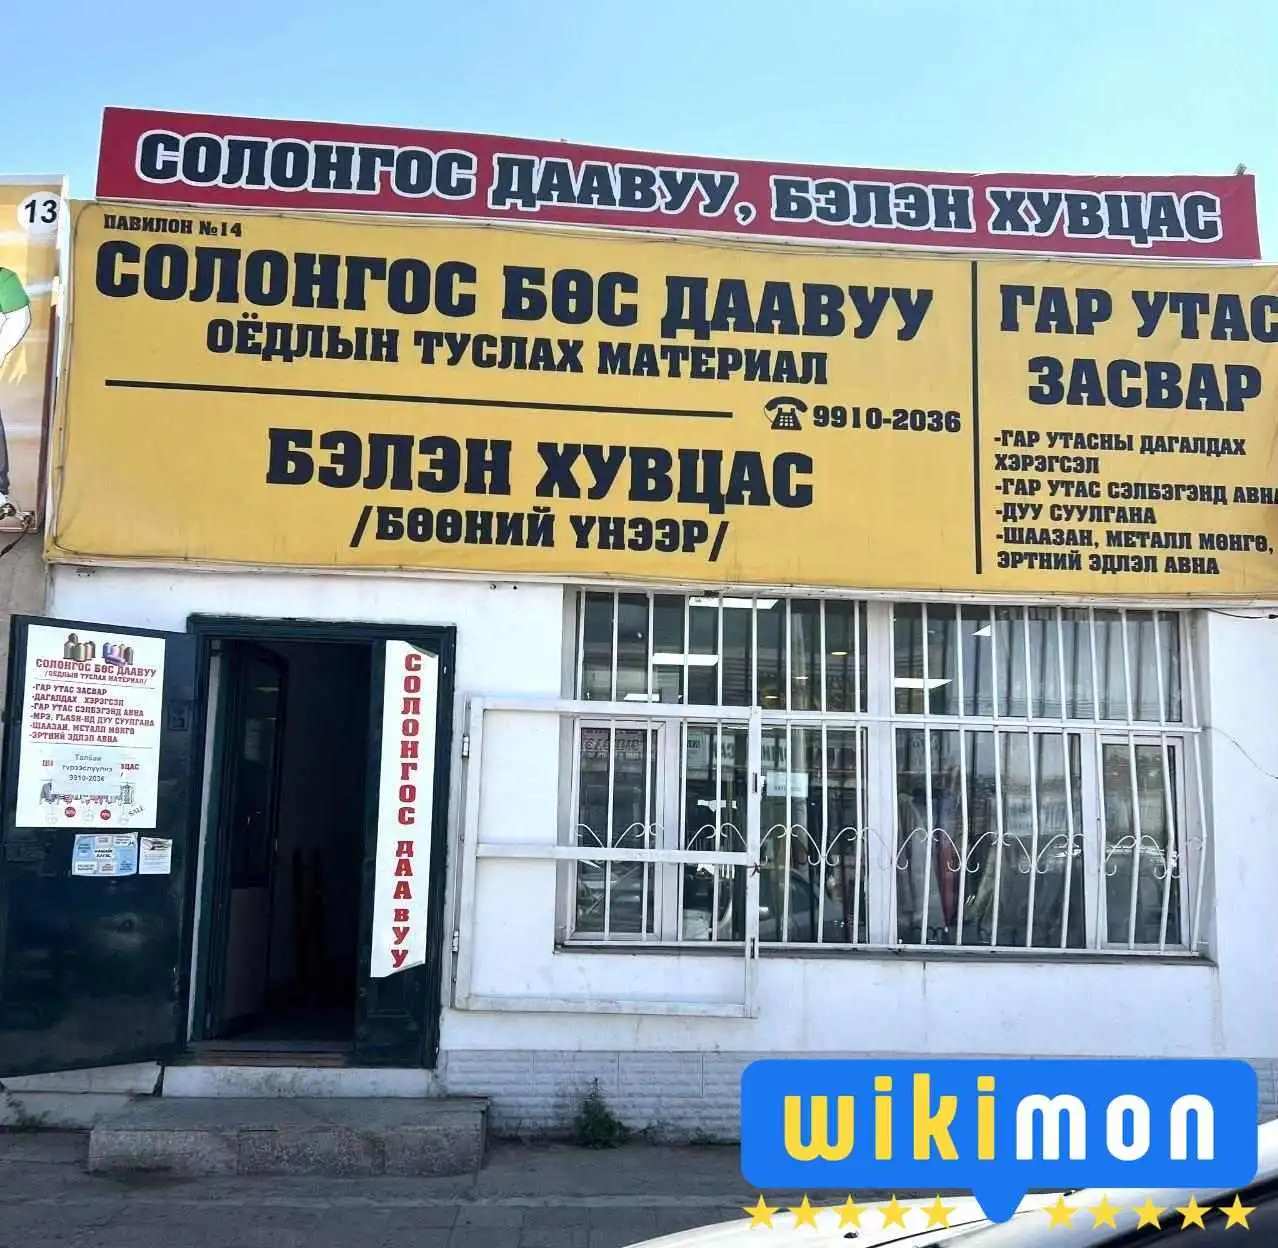 СОЛОНГОС ДААВУУ, БЭЛЭН ХУВЦАС
13
ПАВИЛОН №14
СОЛОНГОС БӨС ДААВУУ
ОЁДЛЫН ТУСЛАХ МАТЕРИАЛ
9910-2036
БЭЛЭН ХУВЦАС
/БӨӨНИЙ ҮНЭЭР/
ГАР УТАС
ЗАСВАР
-ГАР УТАСНЫ ДАГАЛДАХ
ХЭРЭГСЭЛ
-ГАР УТАС СЭЛБЭГЭНД АВНА
-ДУУ СУУЛГАНА
-ШААЗАН, МЕТАЛЛ МӨНГӨ,
ЭРТНИЙ ЭДЛЭЛ АВНА
СОЛОНГОС БӨС ДААВУУ
/ОЁДЛЫН ТУСЛАХ МАТЕРИАЛ/
-ГАР УТАС ЗАСВАР
-ДАГАЛДАХ ХЭРЭГСЭЛ
-ГАР УТАС СЭЛБЭГЭНД АВНА
-MP3, FLASH-НД ДУУ СУУЛГАНА
-ШААЗАН, МЕТАЛЛ МӨНГӨ
-ЭРТНИЙ ЭДЛЭЛ АВНА
Талбай
түрээслүүлнэ
9910-2036
SALE
СОЛОНГОС ДААВУУ
wikimon